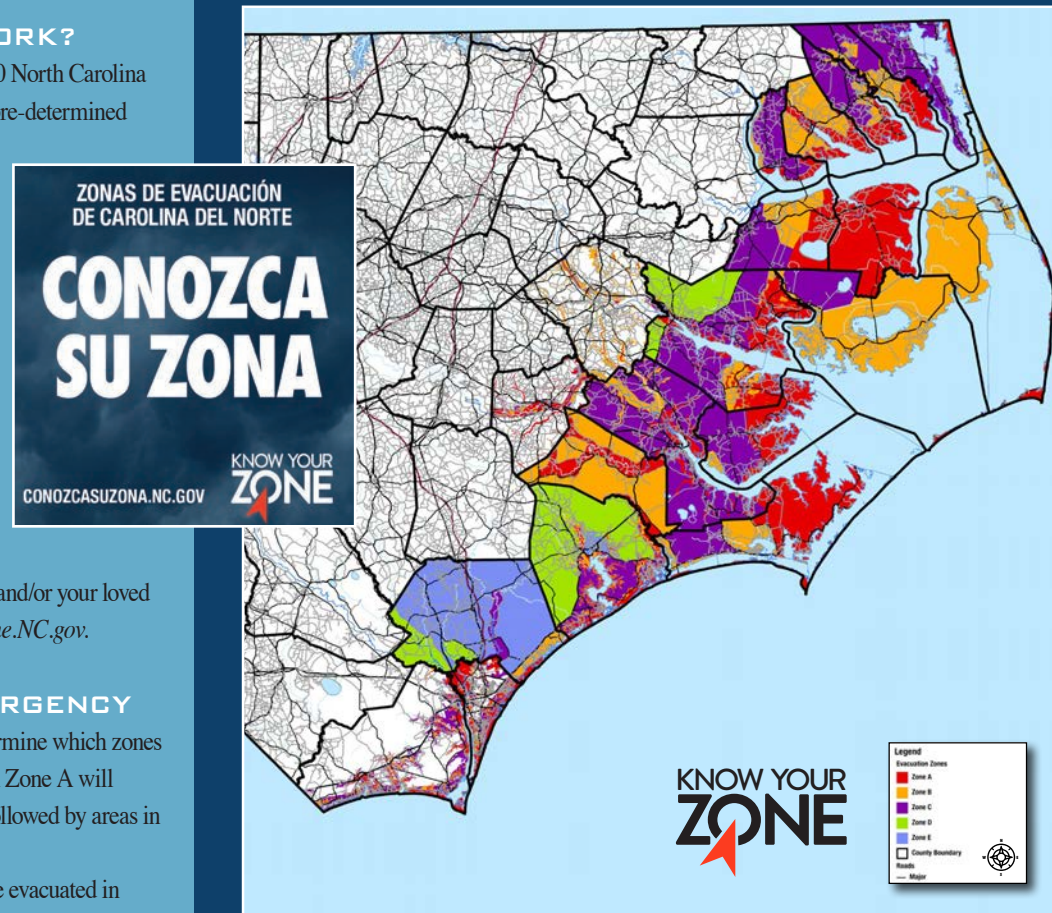 ORK?
0 North Carolina
re-determined
ZONAS DE EVACUACIÓN
DE CAROLINA DEL NORTE
CONOZCA
SU ZONA
KNOW YOUR
ZONE
CONOZCASUZONA.NC.GOV
and/or your loved
e.NC.gov.
RGENCY
rmine which zones
Zone A will
ollowed by areas in
e evacuated in
KNOW YOUR
ZONE
Legend
Evacuation Zones
Zone A
Zone B
Zone C
Zone D
Zone E
County Boundary
Roads
Major